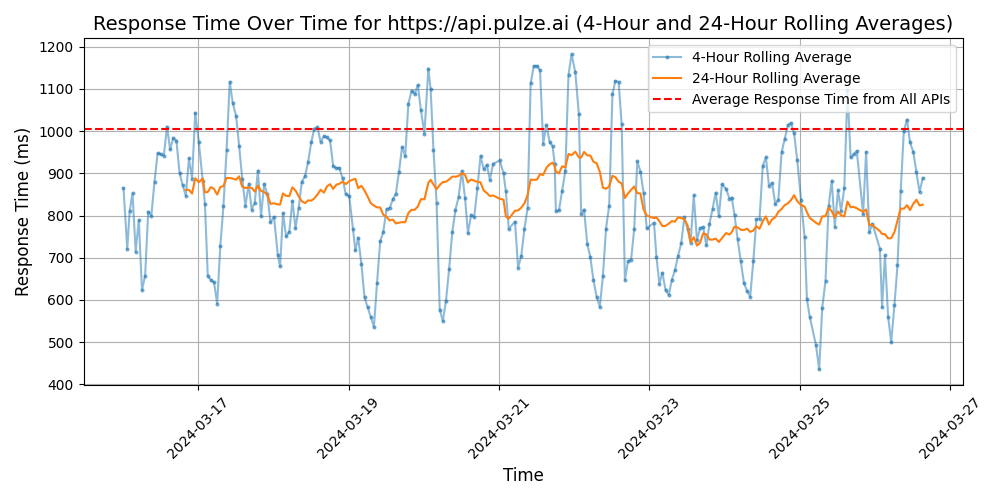 Response Time Over Time for https://api.pulze.ai (4-Hour and 24-Hour Rolling Averages)
4-Hour Rolling Average
24-Hour Rolling Average
Average Response Time from All APIs
Response Time (ms)
1200
1100
1000
900
800
700
600
500
400
2024-03-17
2024-03-19
2024-03-21
2024-03-23
2024-03-25
2024-03-27
Time